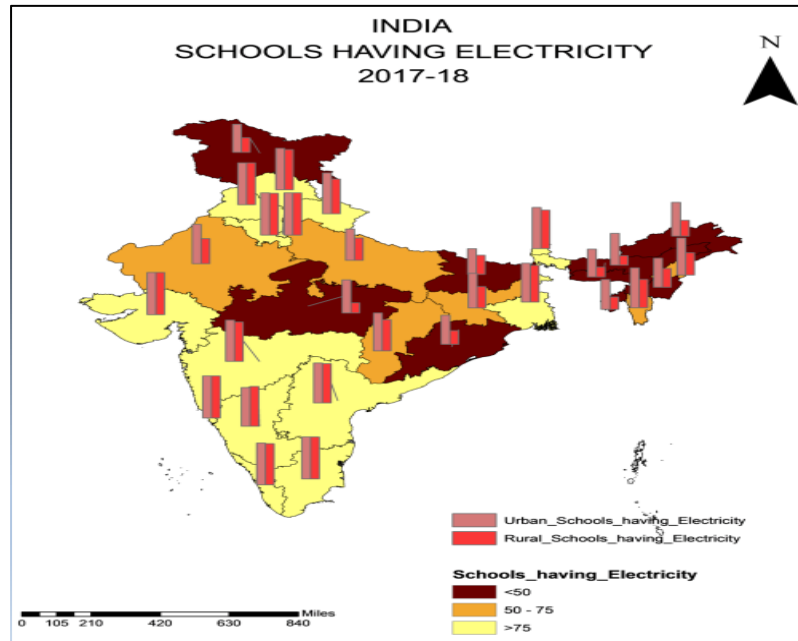 INDIA
SCHOOLS HAVING ELECTRICITY
2017-18
N
Urban_Schools_having_Electricity
Rural_Schools_having_Electricity
Schools_having_Electricity
<50
50 - 75
>75
Miles
0 105 210 420 630 840